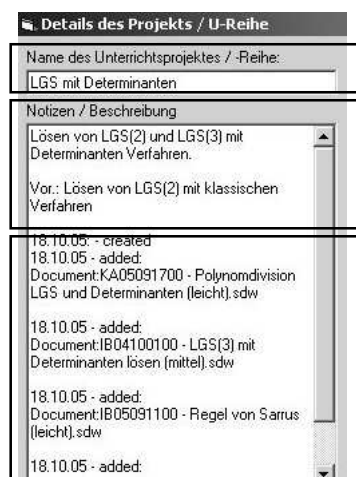 Details des Projekts / U-Reihe
Name des Unterrichtsprojektes / -Reihe:
LGS mit Determinanten
Notizen / Beschreibung
Lösen von LGS(2) und LGS(3) mit
Determinanten Verfahren.
Vor.: Lösen von LGS(2) mit klassischen
Verfahren
18.10.05: - created
18.10.05 - added:
Document:KA05091700 - Polynomdivision
LGS und Determinanten (leicht).sdw
18.10.05 - added:
Document:IB04100100 - LGS(3) mit
Determinanten lösen (mittel).sdw
18.10.05 - added:
Document:IB05091100 - Regel von Sarrus
(leicht).sdw
18.10.05 - added: